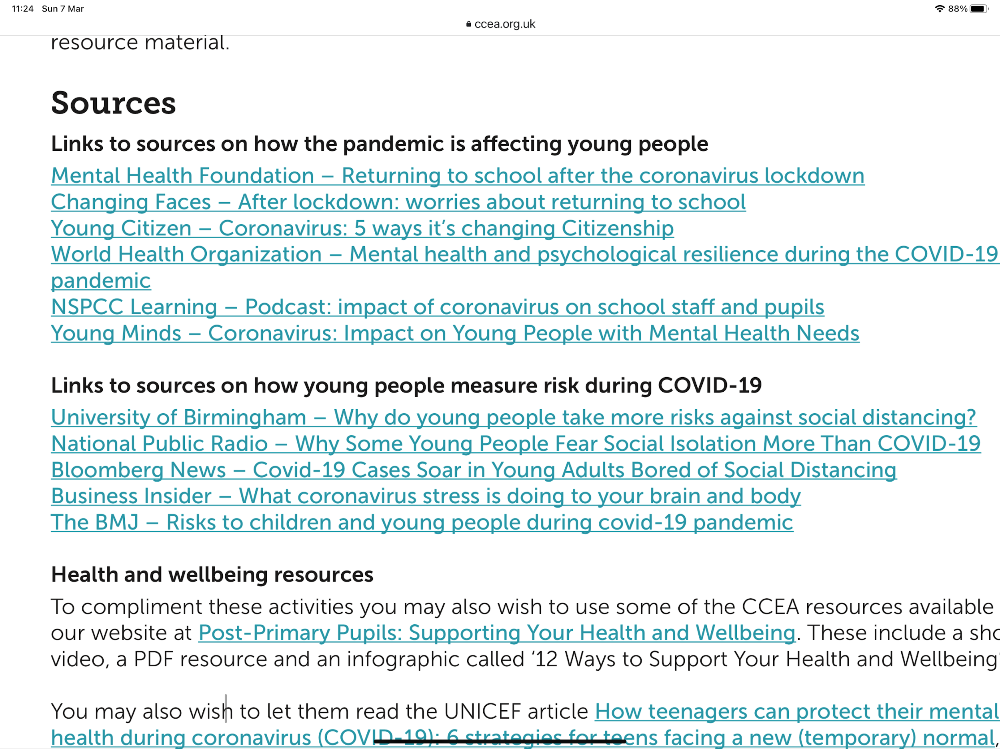 11:24 Sun 7 Mar 88%
ccea.org.uk
resource material.
Sources
Links to sources on how the pandemic is affecting young people
Mental Health Foundation – Returning to school after the coronavirus lockdown
Changing Faces – After lockdown: worries about returning to school
Young Citizen – Coronavirus: 5 ways it’s changing Citizenship
World Health Organization – Mental health and psychological resilience during the COVID-19
pandemic
NSPCC Learning – Podcast: impact of coronavirus on school staff and pupils
Young Minds – Coronavirus: Impact on Young People with Mental Health Needs
Links to sources on how young people measure risk during COVID-19
University of Birmingham – Why do young people take more risks against social distancing?
National Public Radio – Why Some Young People Fear Social Isolation More Than COVID-19
Bloomberg News – Covid-19 Cases Soar in Young Adults Bored of Social Distancing
Business Insider – What coronavirus stress is doing to your brain and body
The BMJ – Risks to children and young people during covid-19 pandemic
Health and wellbeing resources
To compliment these activities you may also wish to use some of the CCEA resources available
our website at Post-Primary Pupils: Supporting Your Health and Wellbeing. These include a
video, a PDF resource and an infographic called ‘12 Ways to Support Your Health and Wellbeing’
You may also wish to let them read the UNICEF article How teenagers can protect their mental
health during coronavirus (COVID-19): 6 strategies for teens facing a new (temporary) normal,